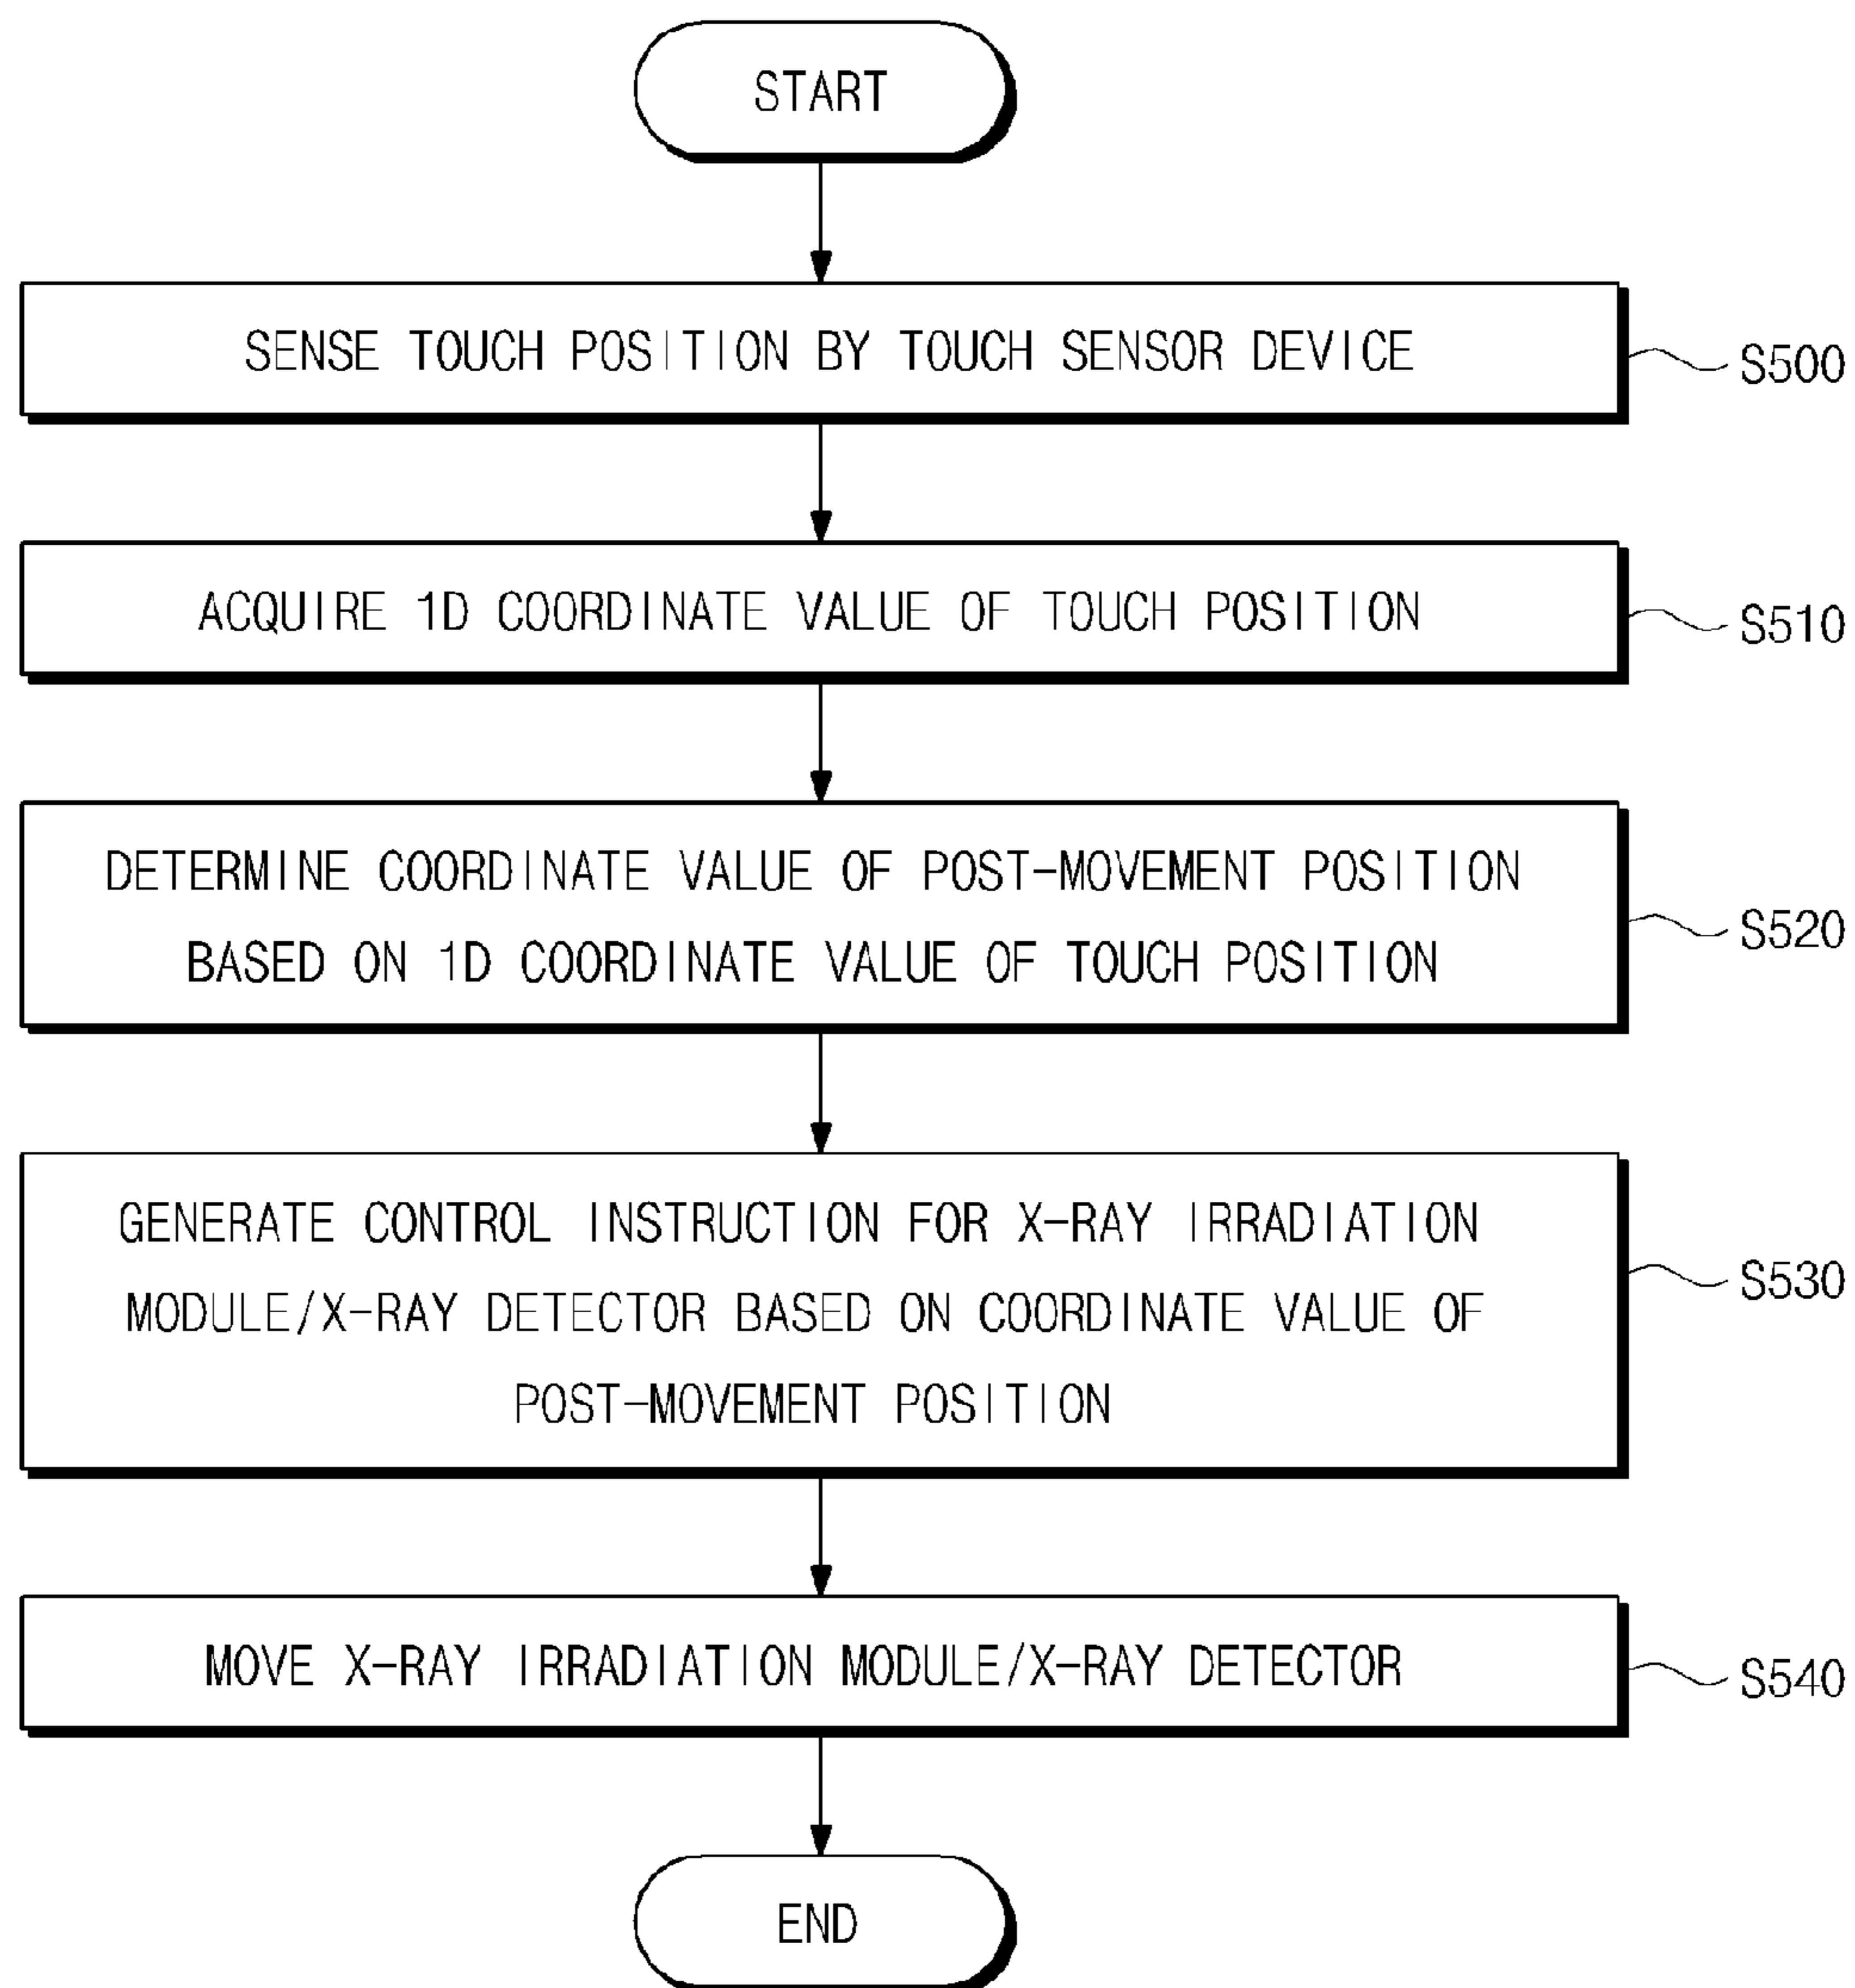 START
SENSE TOUCH POSITION BY TOUCH SENSOR DEVICE
S500
ACQUIRE 1D COORDINATE VALUE OF TOUCH POSITION
S510
DETERMINE COORDINATE VALUE OF POST-MOVEMENT POSITION
BASED ON 1D COORDINATE VALUE OF TOUCH POSITION
S520
GENERATE CONTROL INSTRUCTION FOR X-RAY IRRADIATION
MODULE/X-RAY DETECTOR BASED ON COORDINATE VALUE OF
POST-MOVEMENT POSITION
S530
MOVE X-RAY IRRADIATION MODULE/X-RAY DETECTOR
S540
END